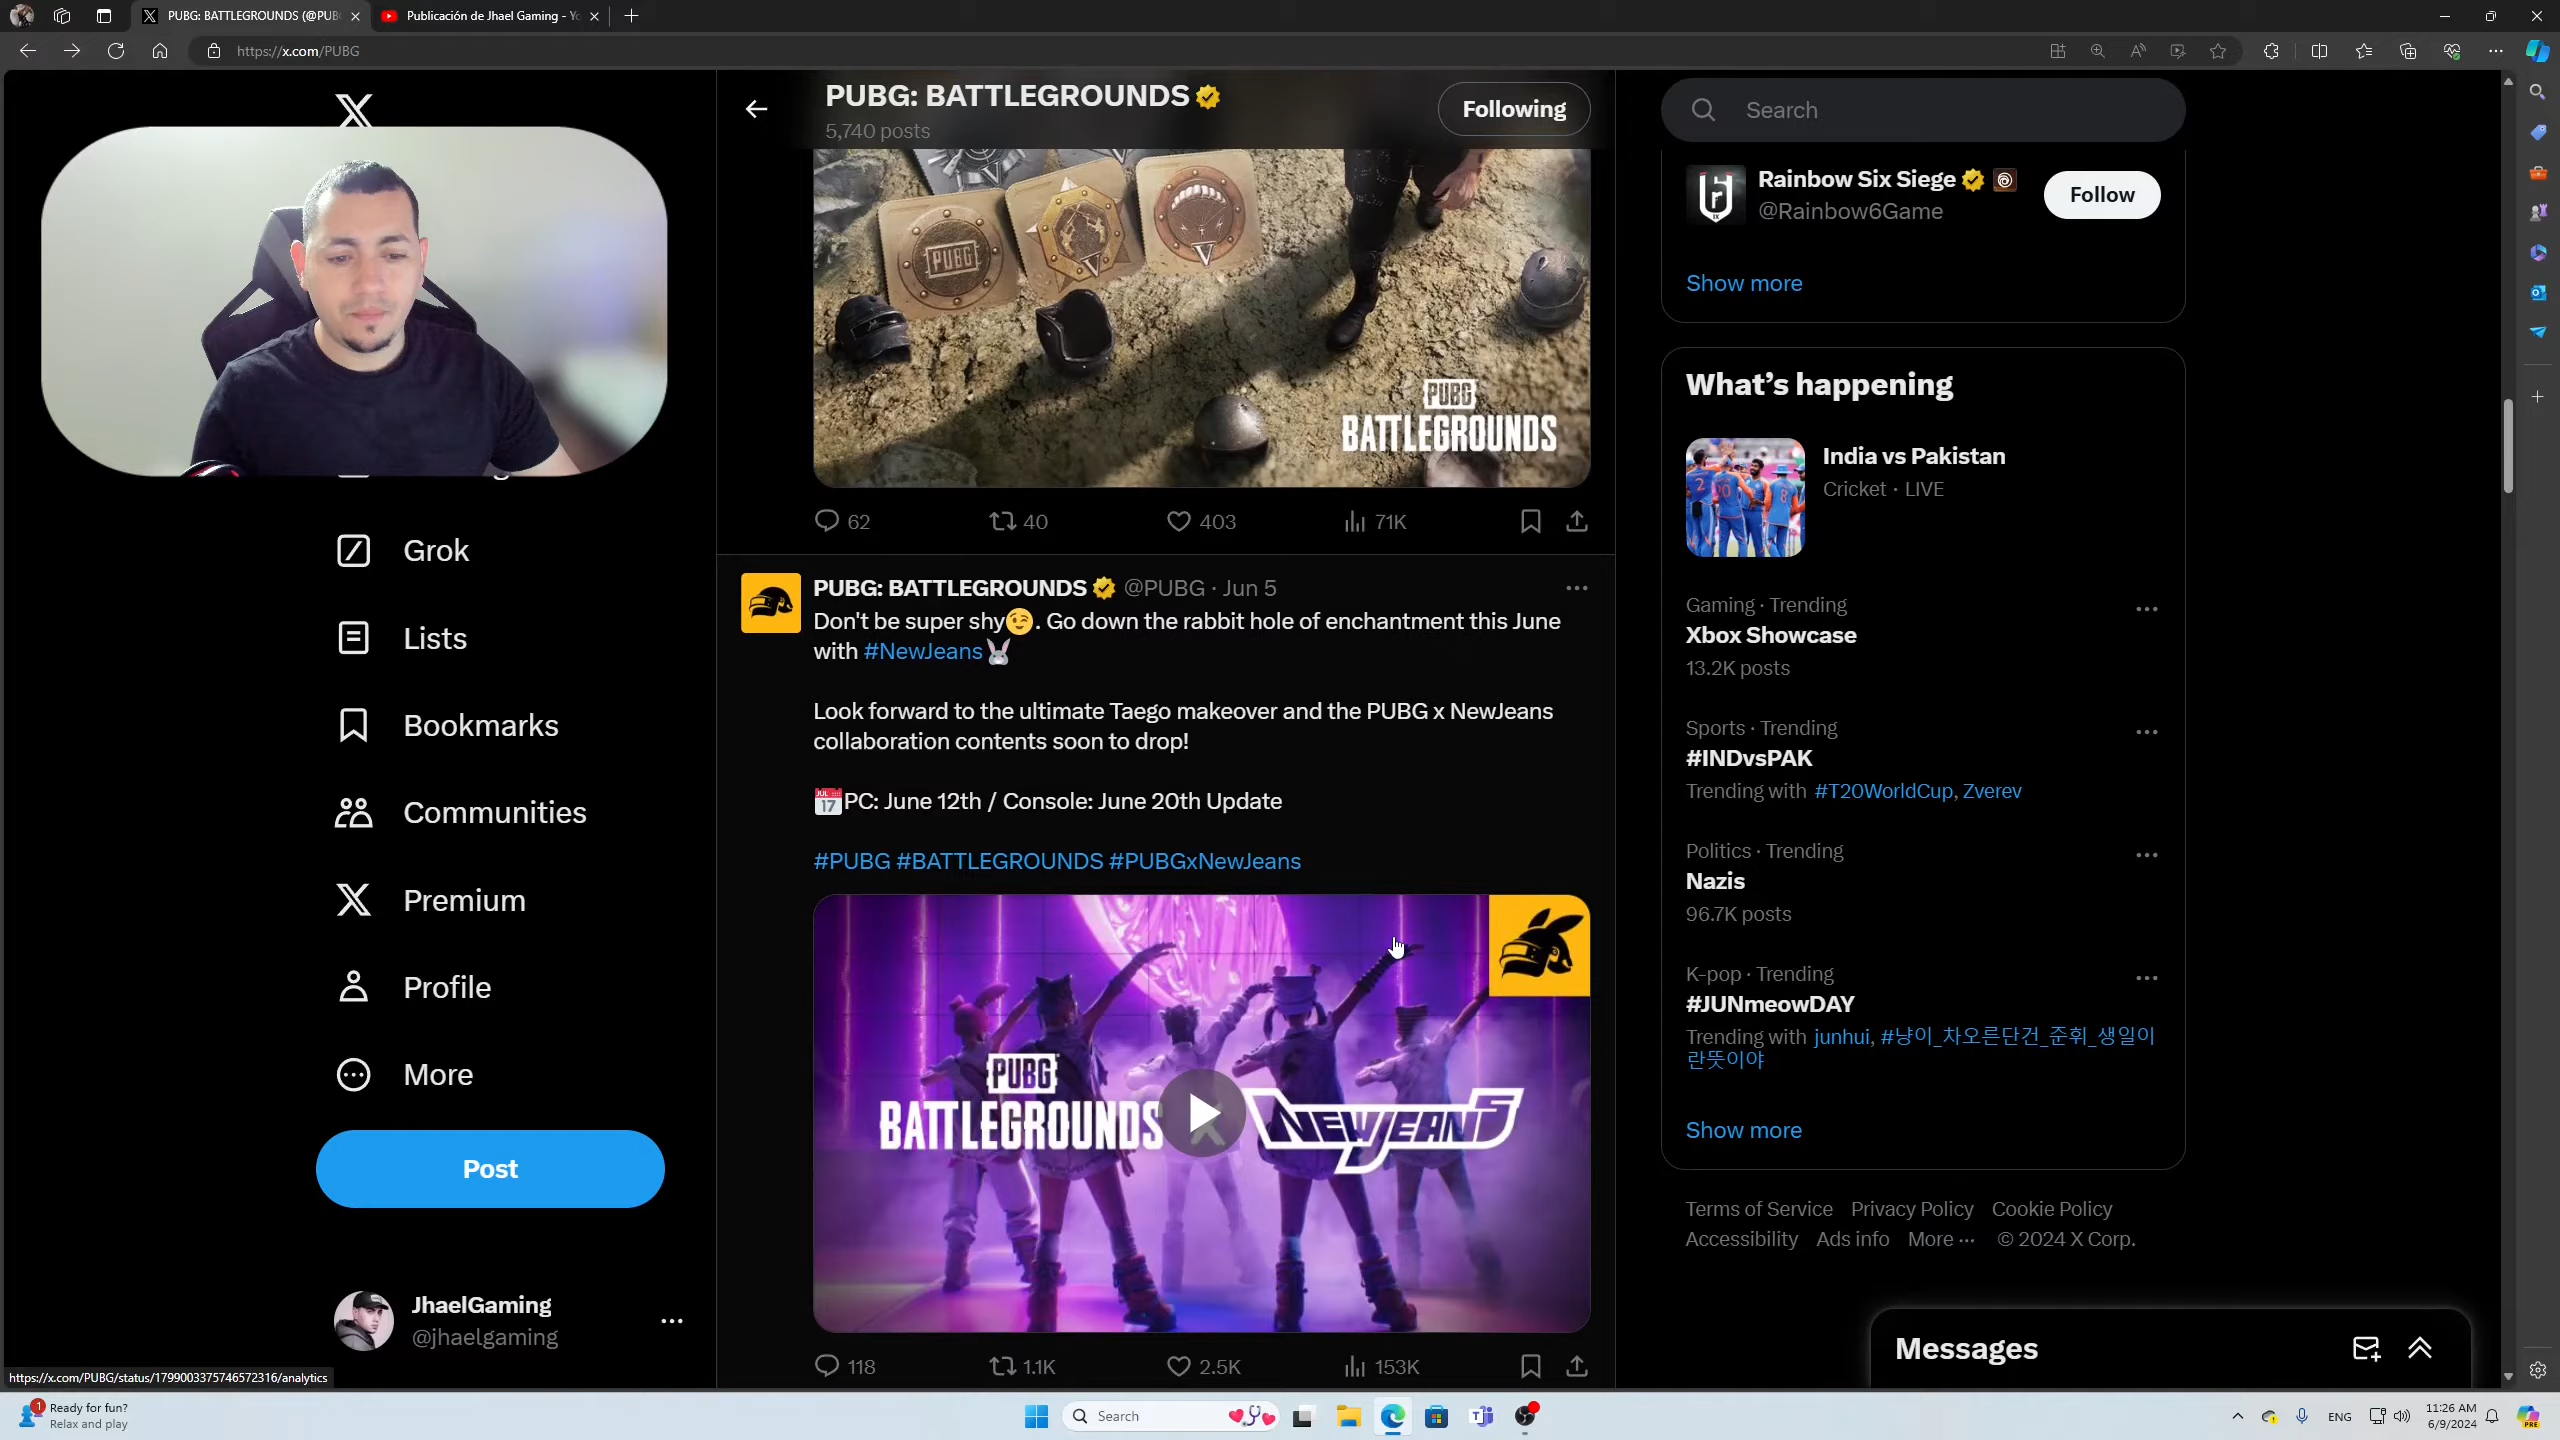 PUBG: BATTLEGROUNDS (@PUB
Publicación de Jhael Gaming - Yo
https://x.com/PUBG
PUBG: BATTLEGROUNDS
5,740 posts
Following
PUBG
V
V
PUBG
BATTLEGROUNDS
62
40
403
71K
PUBG: BATTLEGROUNDS @PUBG · Jun 5
Don't be super shy😉. Go down the rabbit hole of enchantment this June
with #NewJeans🐰
Look forward to the ultimate Taego makeover and the PUBG x NewJeans
collaboration contents soon to drop!
📅PC: June 12th / Console: June 20th Update
#PUBG #BATTLEGROUNDS #PUBGxNewJeans
PUBG
BATTLEGROUNDS X NEWJEANS
118
1.1K
2.5K
153K
Grok
Lists
Bookmarks
Communities
Premium
Profile
More
Post
JhaelGaming
@jhaelgaming
https://x.com/PUBG/status/1799003375746572316/analytics
Search
Rainbow Six Siege
@Rainbow6Game
Follow
Show more
What's happening
India vs Pakistan
Cricket · LIVE
Gaming · Trending
Xbox Showcase
13.2K posts
Sports · Trending
#INDvsPAK
Trending with #T20WorldCup, Zverev
Politics · Trending
Nazis
96.7K posts
K-pop · Trending
#JUNmeowDAY
Trending with junhui, #냥이_차오른단건_준휘_생일이
란뜻이야
Show more
Terms of Service Privacy Policy Cookie Policy
Accessibility Ads info More ··· © 2024 X Corp.
Messages
1
Ready for fun?
Relax and play
Search
ENG
11:26 AM
6/9/2024
PRE